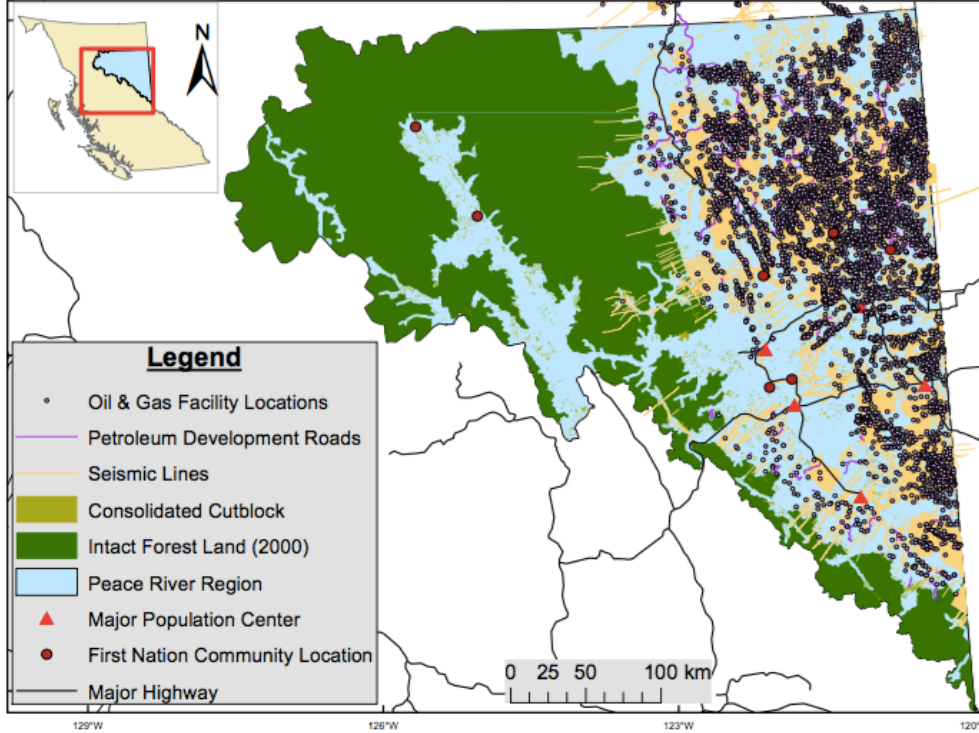 N
Legend
Oil & Gas Facility Locations
Petroleum Development Roads
Seismic Lines
Consolidated Cutblock
Intact Forest Land (2000)
Peace River Region
Major Population Center
First Nation Community Location
Major Highway
0 25 50 100 km
129°W 126°W 123°W 120°